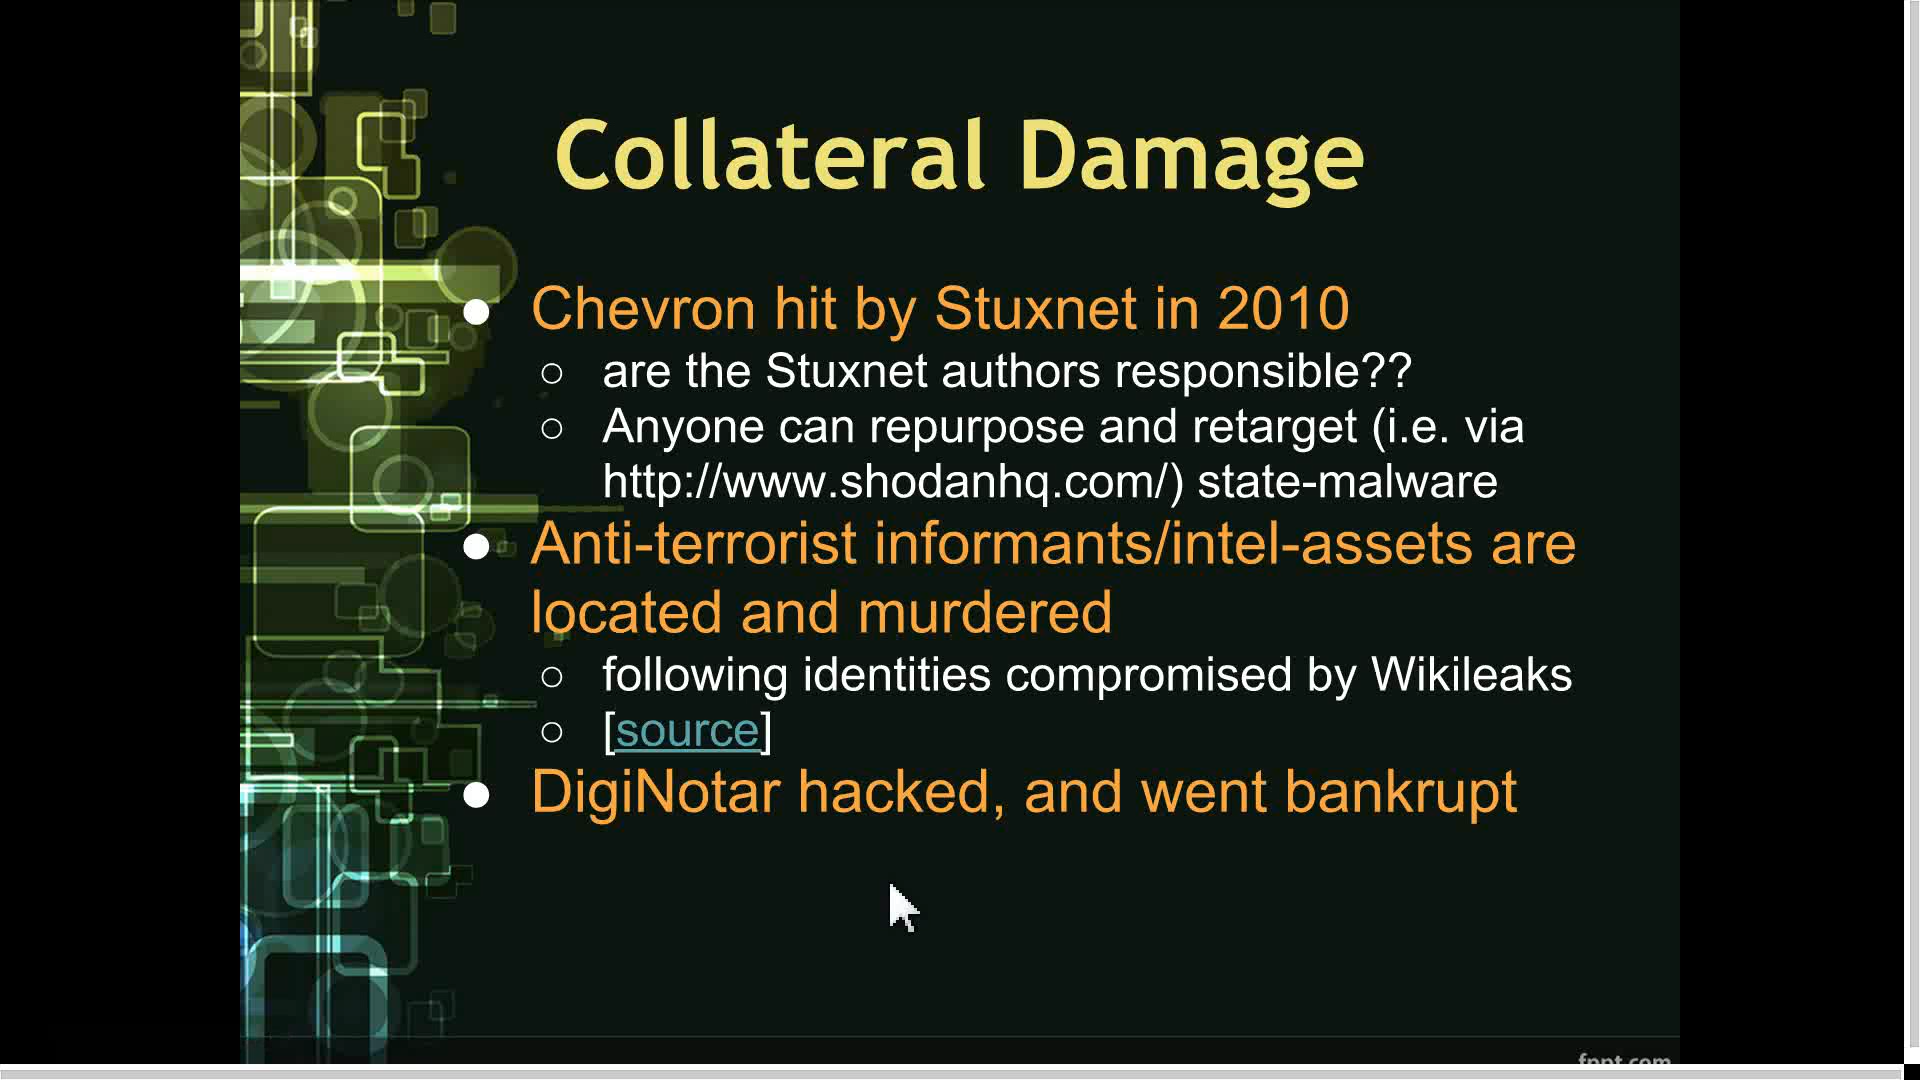 Collateral Damage
● Chevron hit by Stuxnet in 2010
○ are the Stuxnet authors responsible??
○ Anyone can repurpose and retarget (i.e. via
http://www.shodanhq.com/) state-malware
● Anti-terrorist informants/intel-assets are
located and murdered
○ following identities compromised by Wikileaks
○ [source]
● DigiNotar hacked, and went bankrupt
fppt.com